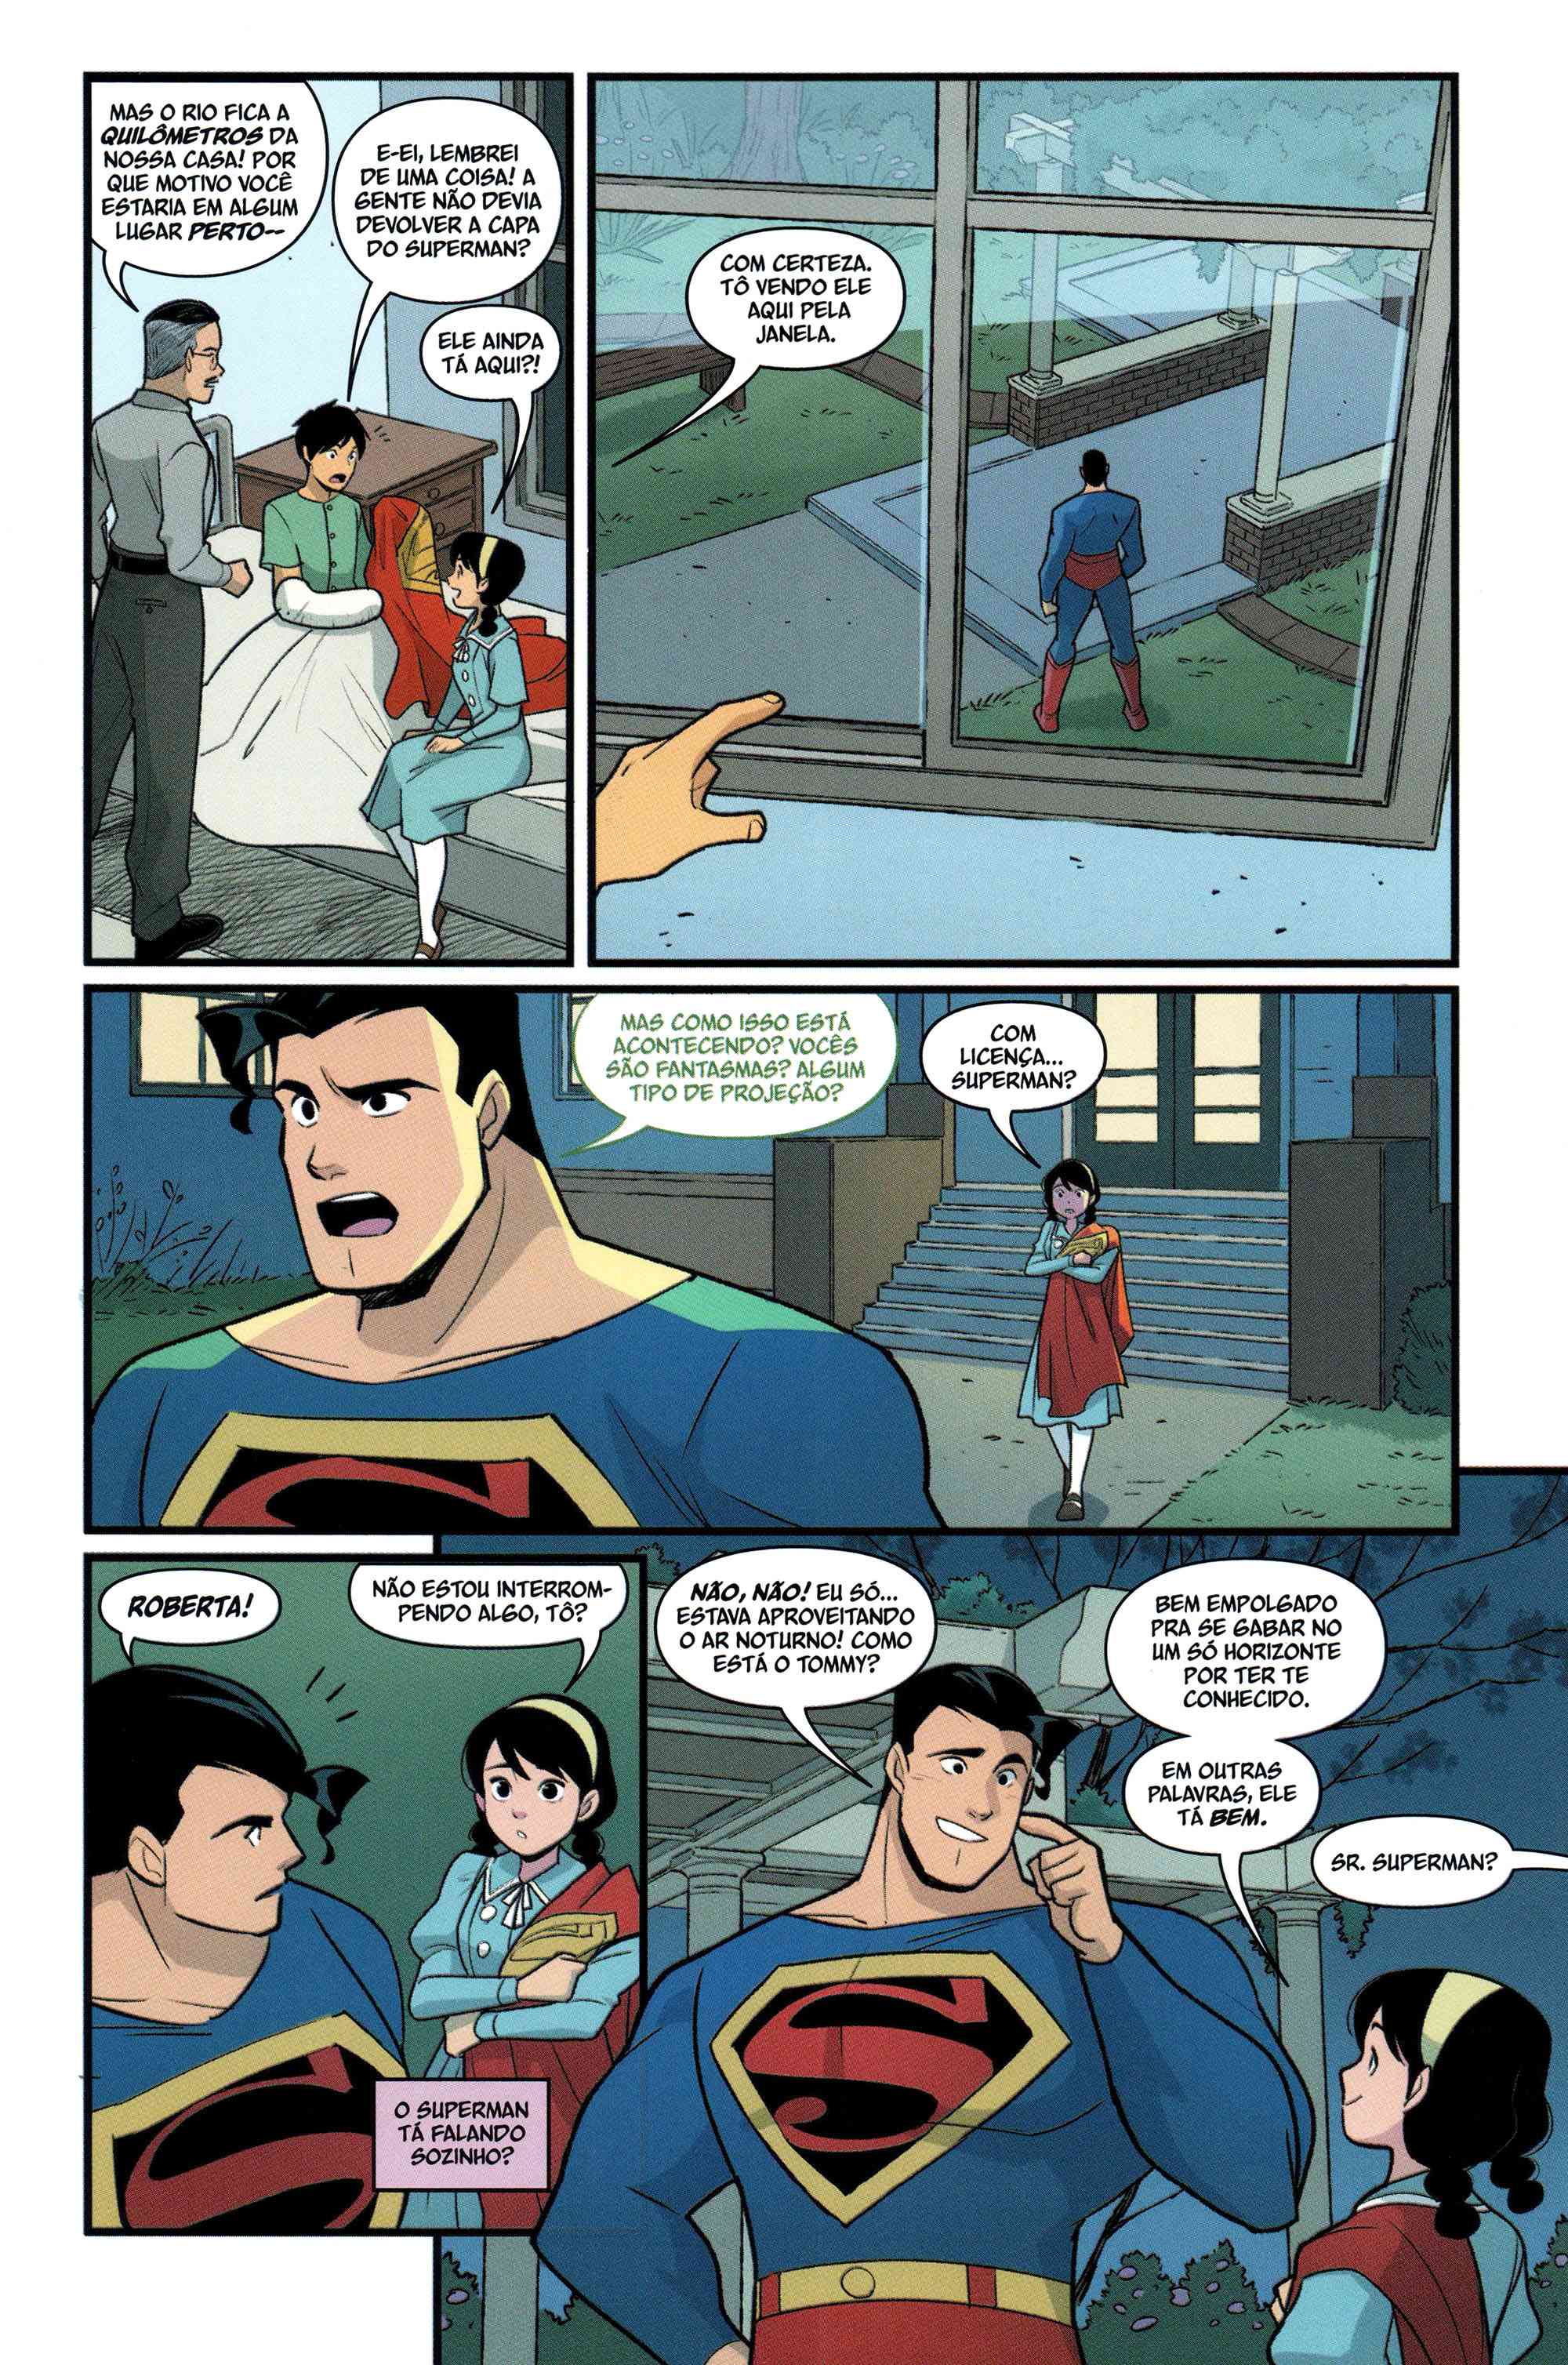 MAS O RIO FICA A
QUILÔMETROS DA
NOSSA CASA! POR
QUE MOTIVO VOCÊ
ESTARIA EM ALGUM
LUGAR PERTO--
E-EI, LEMBREI
DE UMA COISA! A
GENTE NÃO DEVIA
DEVOLVER A CAPA
DO SUPERMAN?
ELE AINDA
TÁ AQUI?!
COM CERTEZA.
TÔ VENDO ELE
AQUI PELA
JANELA.
MAS COMO ISSO ESTÁ
ACONTECENDO? VOCÊS
SÃO FANTASMAS? ALGUM
TIPO DE PROJEÇÃO?
COM
LICENÇA...
SUPERMAN?
ROBERTA!
NÃO ESTOU INTERROM-
PENDO ALGO, TÔ?
O SUPERMAN
TÁ FALANDO
SOZINHO?
NÃO, NÃO! EU SÓ...
ESTAVA APROVEITANDO
O AR NOTURNO! COMO
ESTÁ O TOMMY?
BEM EMPOLGADO
PRA SE GABAR NO
UM SÓ HORIZONTE
POR TER TE
CONHECIDO.
EM OUTRAS
PALAVRAS, ELE
TÁ BEM.
SR. SUPERMAN?